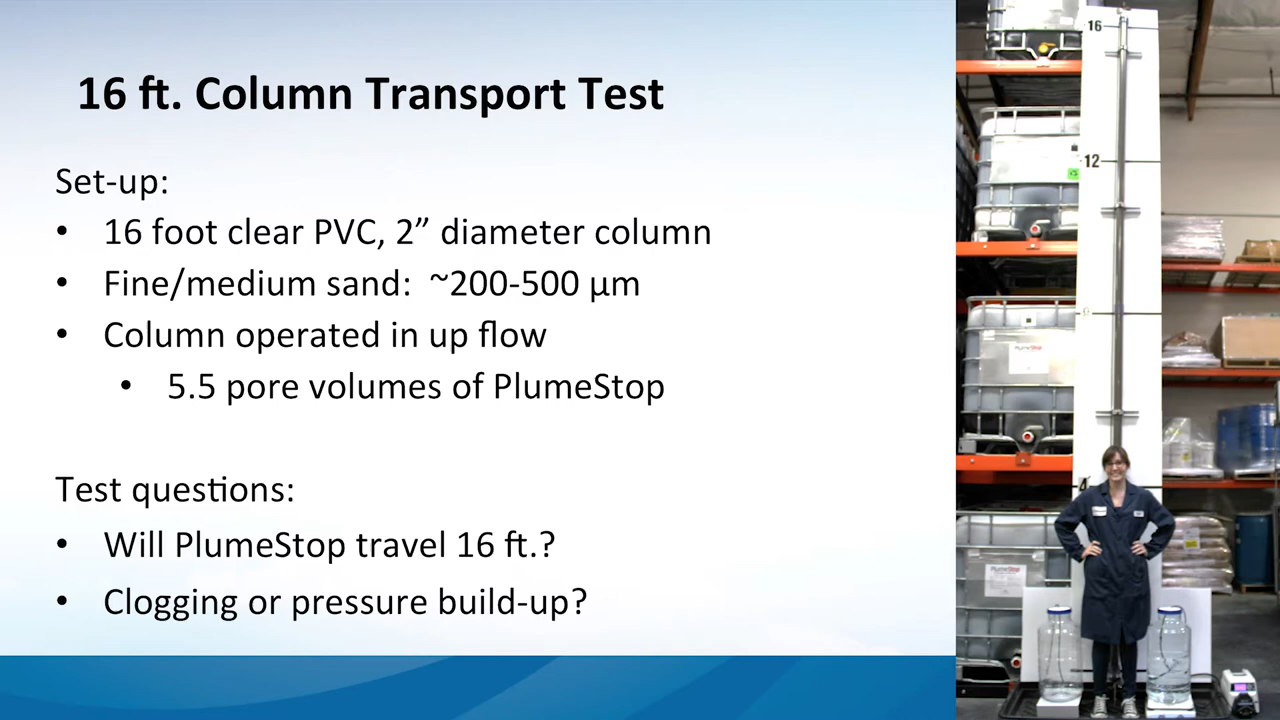 16 ft. Column Transport Test
Set-up:
• 16 foot clear PVC, 2” diameter column
• Fine/medium sand: ~200-500 µm
• Column operated in up flow
• 5.5 pore volumes of PlumeStop
Test questions:
• Will PlumeStop travel 16 ft.?
• Clogging or pressure build-up?
16
12
4'
PlumeStop
PlumeStop